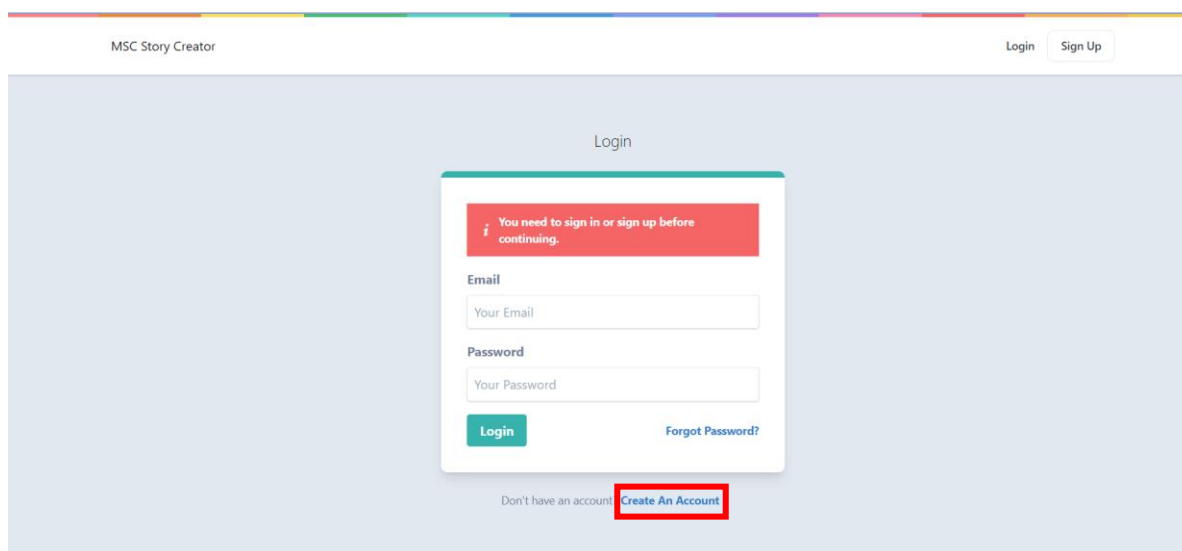 MSC Story Creator
Login
Sign Up
Login
i You need to sign in or sign up before
continuing.
Email
Your Email
Password
Your Password
Login
Forgot Password?
Don't have an account Create An Account